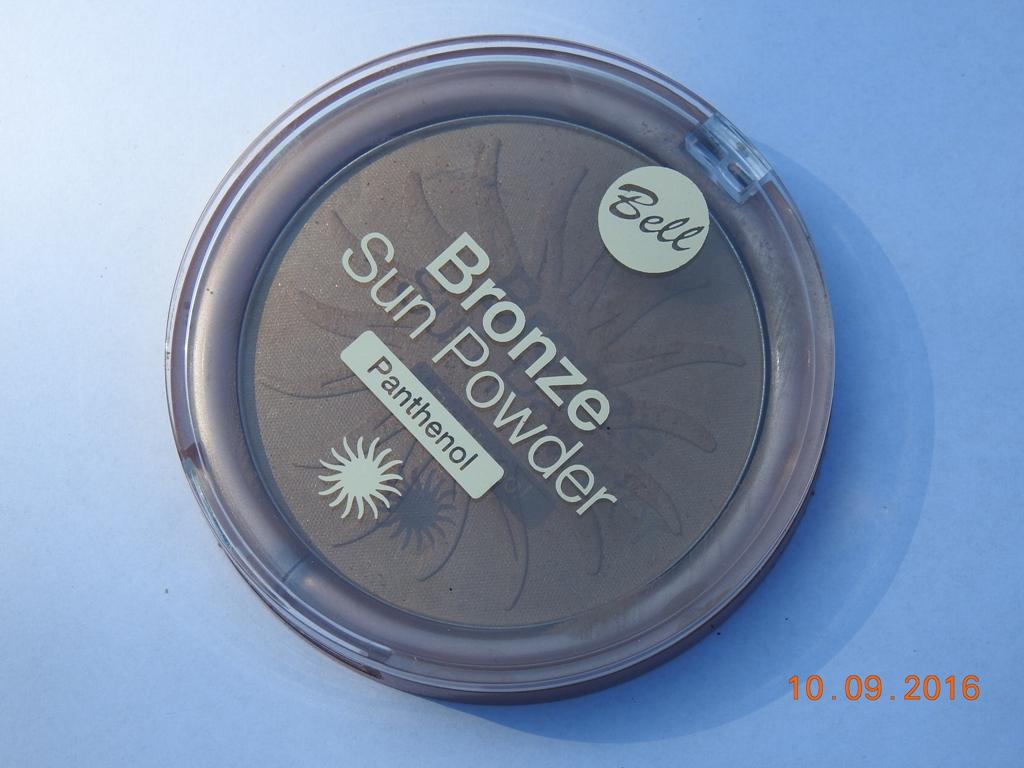 Bell
Bronze
Sun Powder
Panthenol
10.09.2016